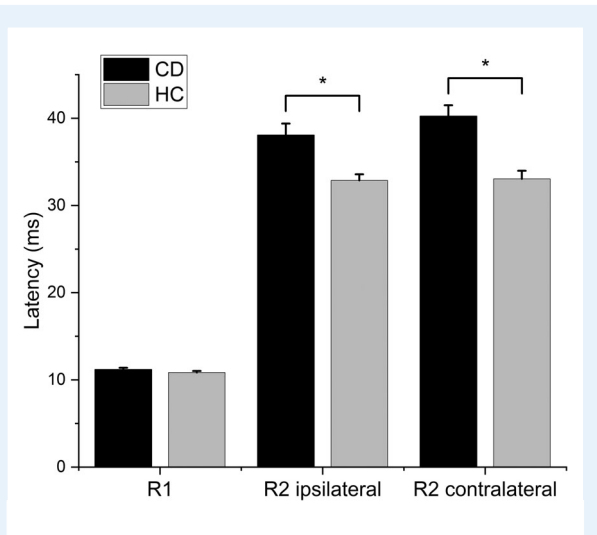 CD
HC
*
*
Latency (ms)
40
30
20
10
0
R1
R2 ipsilateral
R2 contralateral